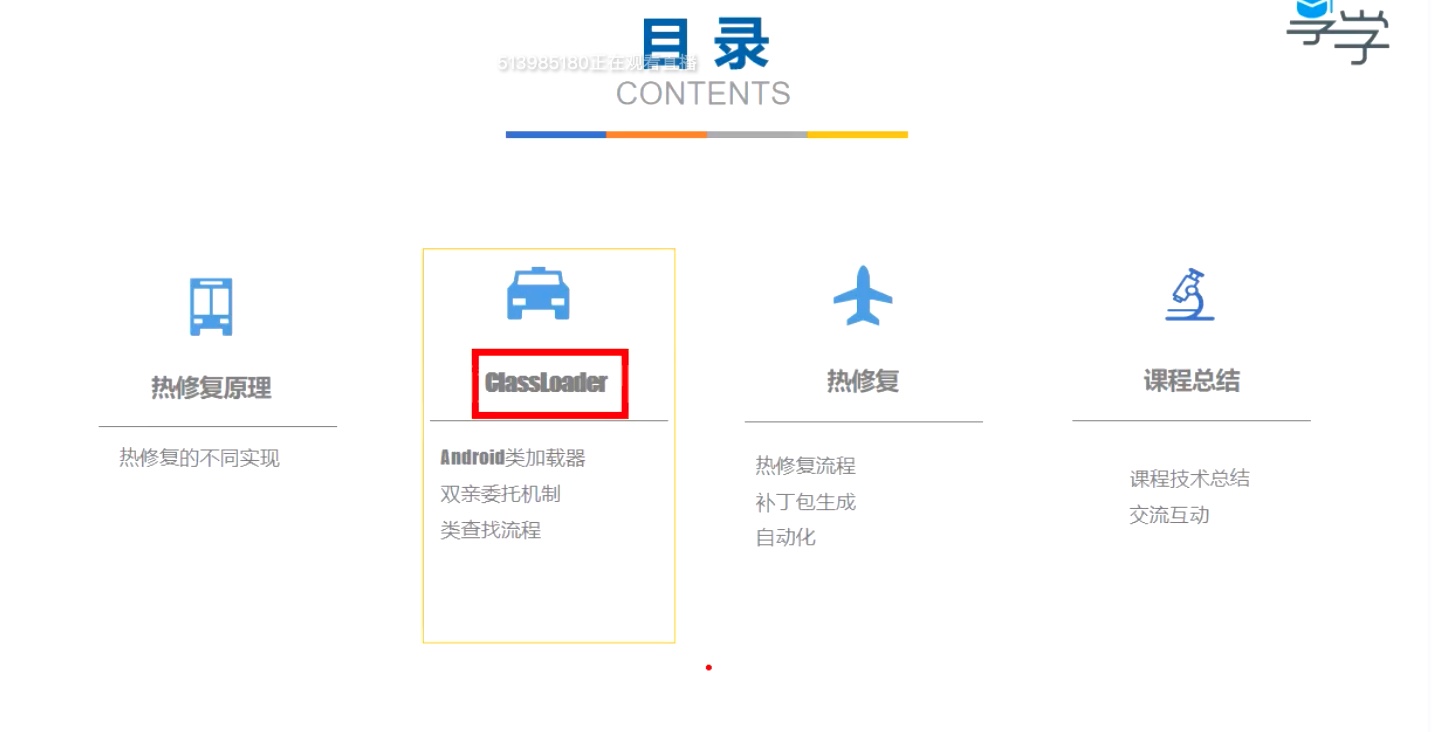 目 录
513985180正在观看直播
CONTENTS
享学
热修复原理
热修复的不同实现
ClassLoader
Android类加载器
双亲委托机制
类查找流程
热修复
热修复流程
补丁包生成
自动化
课程总结
课程技术总结
交流互动